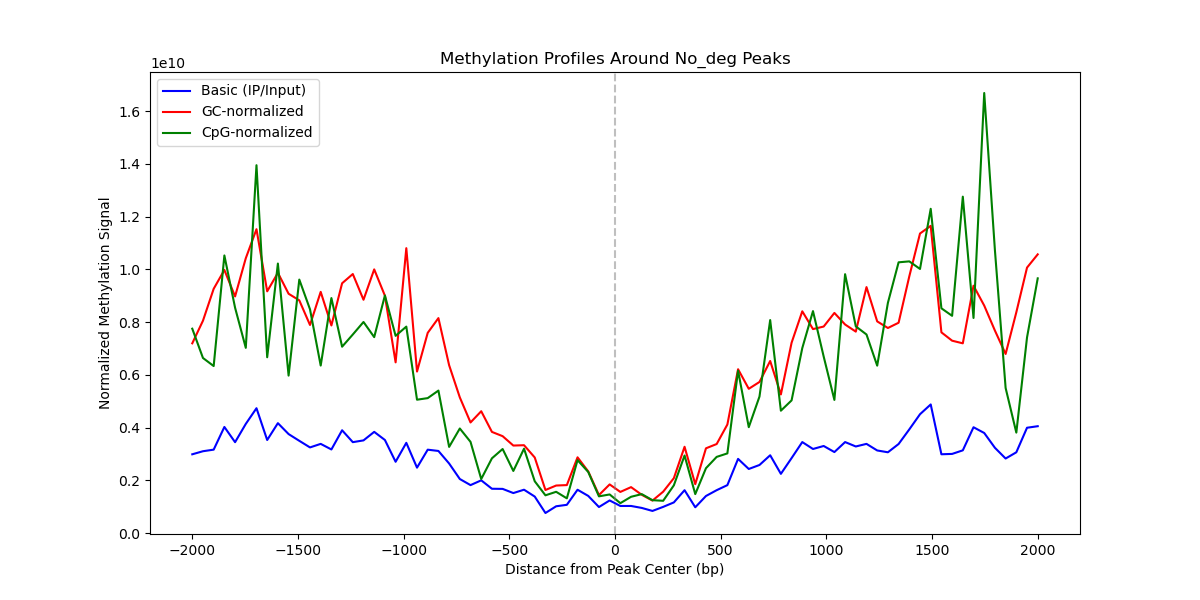 Methylation Profiles Around No_deg Peaks
1e10
Basic (IP/Input)
GC-normalized
CpG-normalized
Normalized Methylation Signal
1.6
1.4
1.2
1.0
0.8
0.6
0.4
0.2
0.0
−2000 −1500 −1000 −500 0 500 1000 1500 2000
Distance from Peak Center (bp)